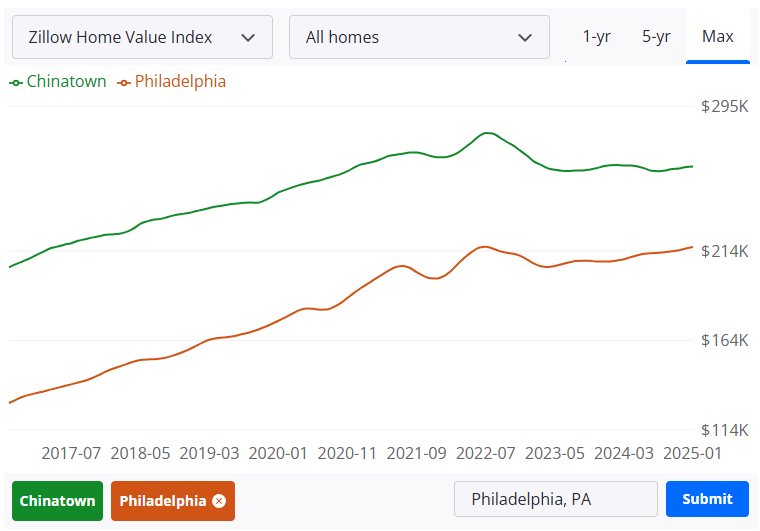 Zillow Home Value Index All homes 1-yr 5-yr Max
Chinatown Philadelphia
$295K
$214K
$164K
$114K
2017-07 2018-05 2019-03 2020-01 2020-11 2021-09 2022-07 2023-05 2024-03 2025-01
Chinatown Philadelphia Philadelphia, PA Submit